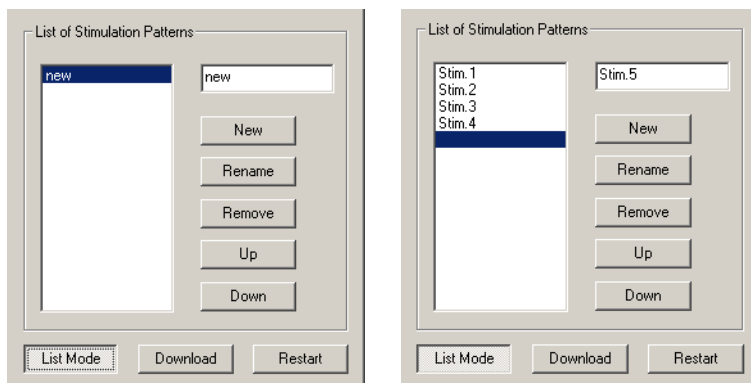 List of Stimulation Patterns
new
new
New
Rename
Remove
Up
Down
List Mode
Download
Restart
List of Stimulation Patterns
Stim.1
Stim.2
Stim.3
Stim.4
Stim.5
New
Rename
Remove
Up
Down
List Mode
Download
Restart